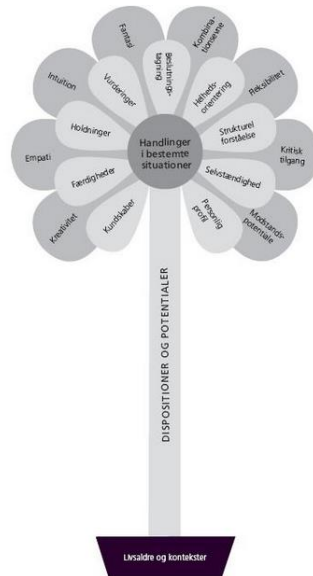 Fantasi
Kombina-
tionsevne
Intuition
Vurderinger
Beslutnings-
tagning
Helheds-
orientering
Fleksibilitet
Empati
Holdninger
Handlinger
i bestemte
situationer
Strukturel
forståelse
Kritisk
tilgang
Færdigheder
Selvstændighed
Kreativitet
Kundskaber
Personlig
profil
Modstands-
potentiale
DISPOSITIONER OG POTENTIALER
Livsaldre og kontekster